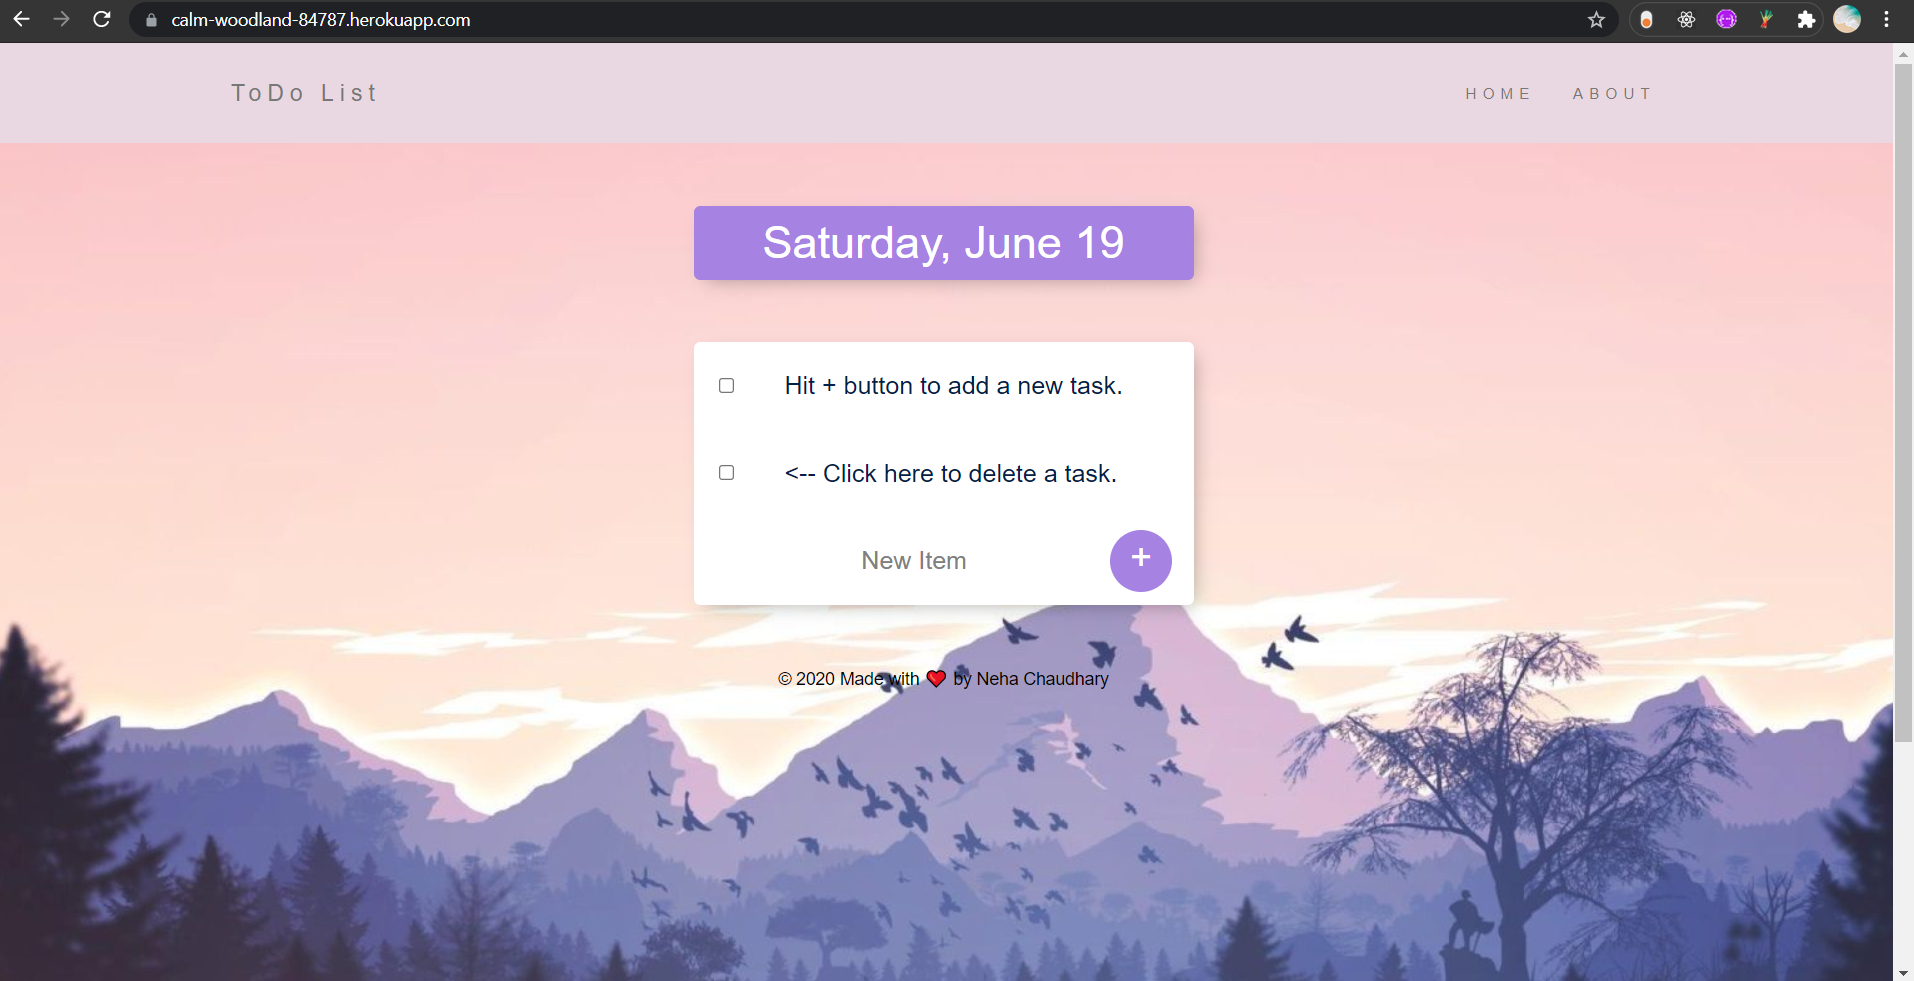 calm-woodland-84787.herokuapp.com
ToDo List
HOME ABOUT
Saturday, June 19
Hit + button to add a new task.
<-- Click here to delete a task.
New Item +
© 2020 Made with ❤ by Neha Chaudhary